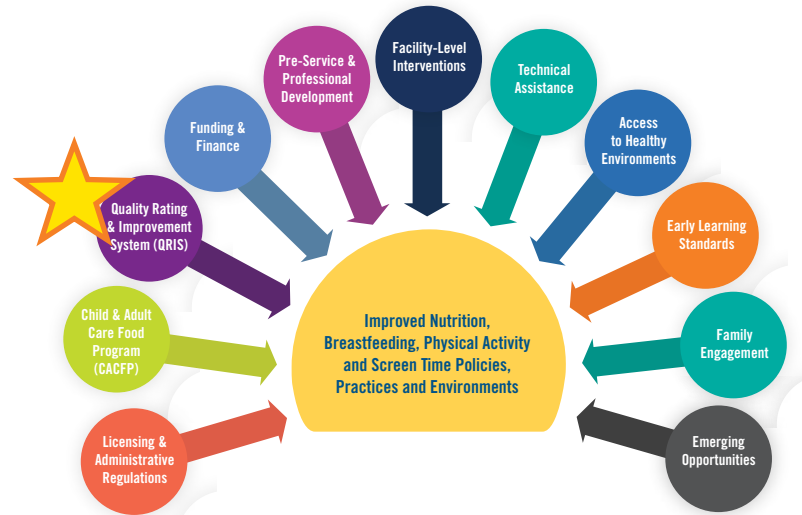 Facility-Level
Interventions
Pre-Service &
Professional
Development
Technical
Assistance
Funding &
Finance
Access
to Healthy
Environments
Quality Rating
& Improvement
System (QRIS)
Early Learning
Standards
Child & Adult
Care Food
Program
(CACFP)
Improved Nutrition,
Breastfeeding, Physical Activity
and Screen Time Policies,
Practices and Environments
Family
Engagement
Licensing &
Administrative
Regulations
Emerging
Opportunities